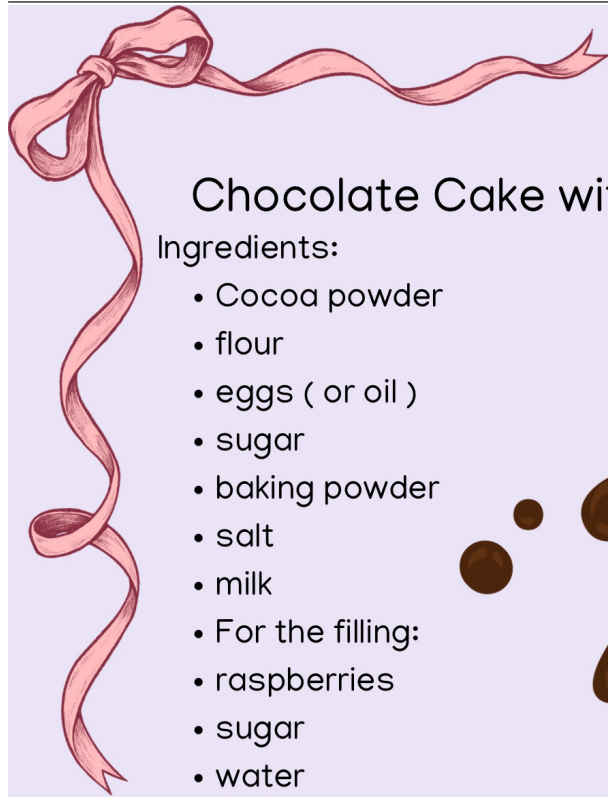 Chocolate Cake wi
Ingredients:
• Cocoa powder
• flour
• eggs ( or oil )
• sugar
• baking powder
• salt
• milk
• For the filling:
• raspberries
• sugar
• water